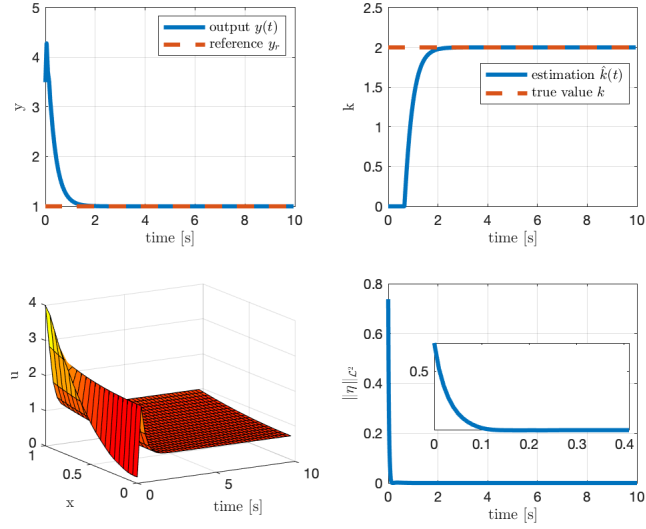 5
4
3
2
1
y
0 2 4 6 8 10
time [s]
output y(t)
reference y_r
2.5
2
1.5
1
0.5
0
k
0 2 4 6 8 10
time [s]
estimation k̂(t)
true value k
4
3
2
1
0
u
1
0.5
0
x
0
5
10
time [s]
0.8
0.6
0.4
0.2
0
||η||_ℒ²
0 2 4 6 8 10
time [s]
0.5
0 0.1 0.2 0.3 0.4